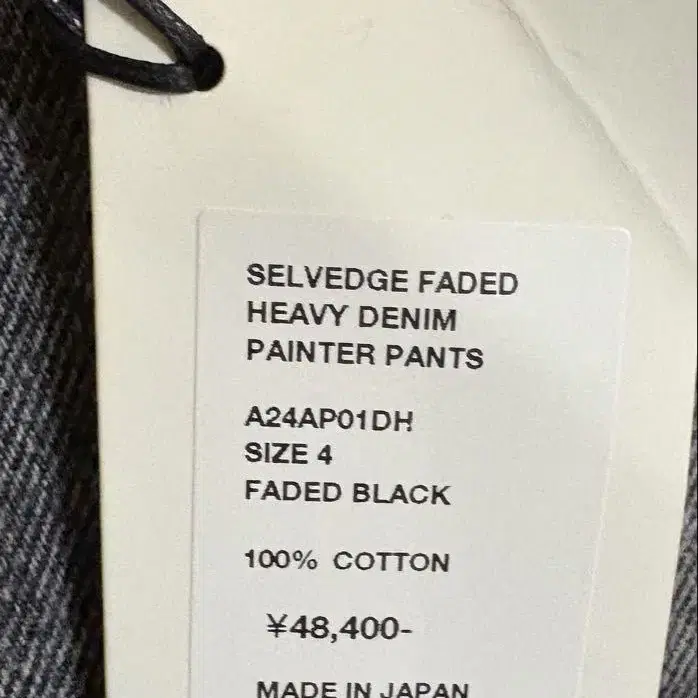 SELVEDGE FADED
HEAVY DENIM
PAINTER PANTS
A24AP01DH
SIZE 4
FADED BLACK
100% COTTON
¥48,400-
MADE IN JAPAN